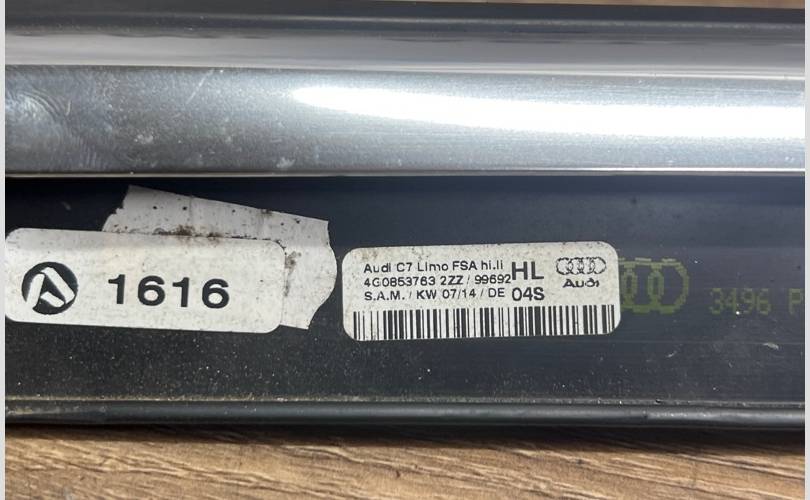 1616
Audi C7 Limo FSA hi.li HL
4G0853763 2ZZ / 99692
S.A.M. / KW 07/14 / DE 04S
Audi
3496 P